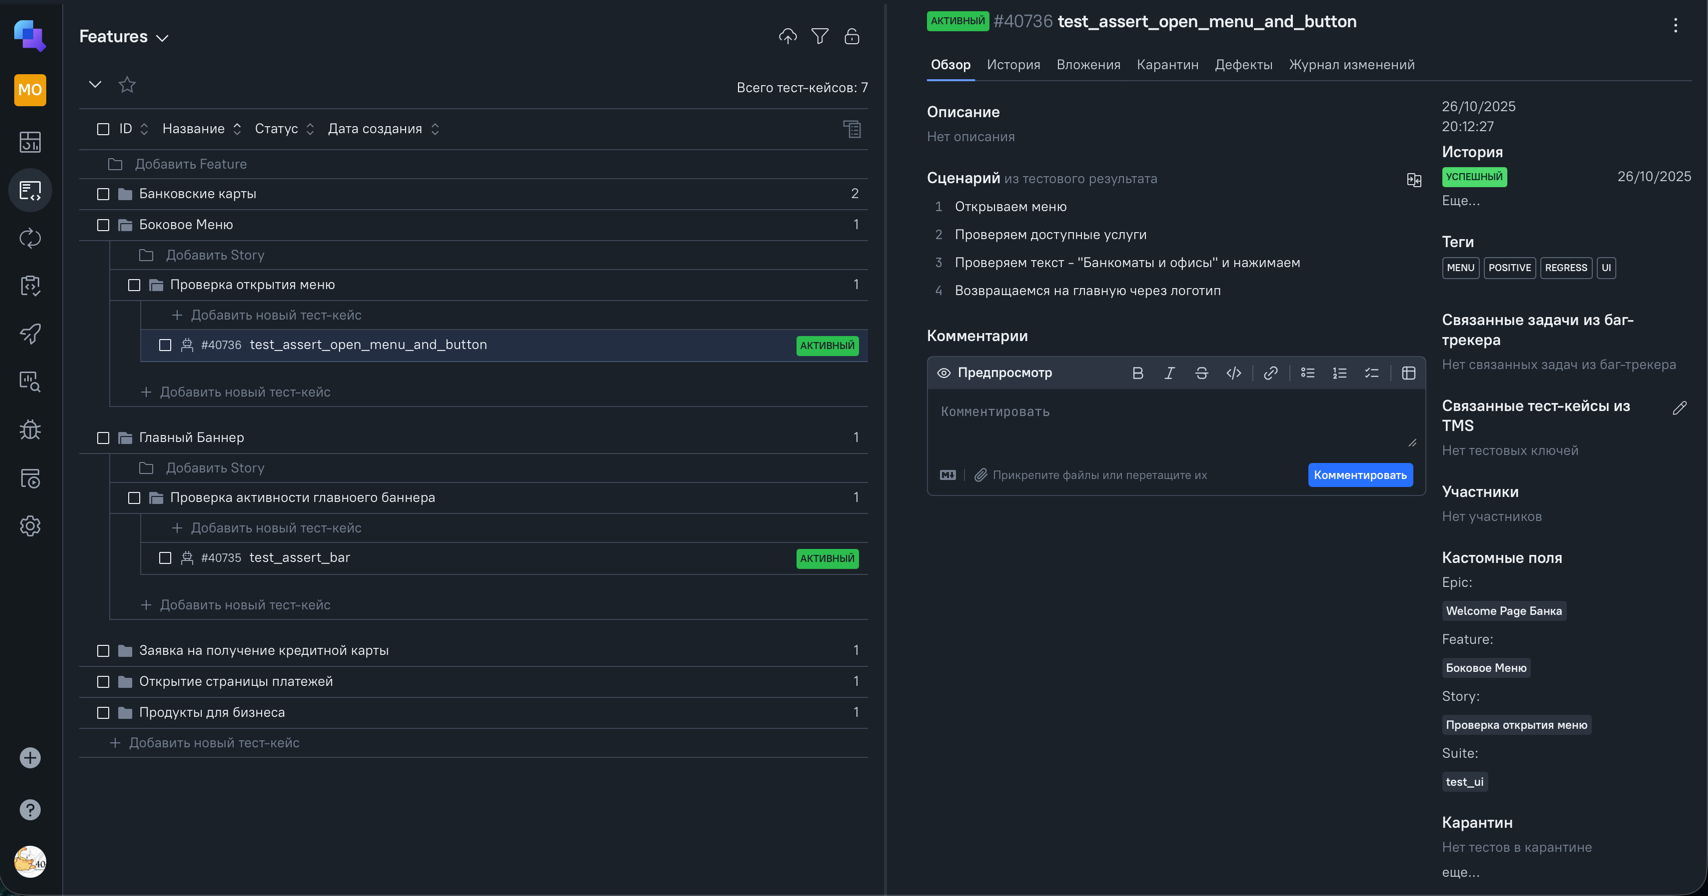 MO
Features
Всего тест-кейсов: 7
ID Название Статус Дата создания
Добавить Feature
Банковские карты 2
Боковое Меню 1
Добавить Story
Проверка открытия меню 1
Добавить новый тест-кейс
#40736 test_assert_open_menu_and_button АКТИВНЫЙ
Добавить новый тест-кейс
Главный Баннер 1
Добавить Story
Проверка активности главноего баннера 1
Добавить новый тест-кейс
#40735 test_assert_bar АКТИВНЫЙ
Добавить новый тест-кейс
Заявка на получение кредитной карты 1
Открытие страницы платежей 1
Продукты для бизнеса 1
Добавить новый тест-кейс
АКТИВНЫЙ #40736 test_assert_open_menu_and_button
Обзор История Вложения Карантин Дефекты Журнал изменений
Описание
Нет описания
Сценарий из тестового результата
1 Открываем меню
2 Проверяем доступные услуги
3 Проверяем текст - "Банкоматы и офисы" и нажимаем
4 Возвращаемся на главную через логотип
Комментарии
Предпросмотр
Комментировать
Прикрепите файлы или перетащите их
Комментировать
26/10/2025
20:12:27
История
УСПЕШНЫЙ 26/10/2025
Еще...
Теги
MENU POSITIVE REGRESS UI
Связанные задачи из баг-
трекера
Нет связанных задач из баг-трекера
Связанные тест-кейсы из
TMS
Нет тестовых ключей
Участники
Нет участников
Кастомные поля
Epic:
Welcome Page Банка
Feature:
Боковое Меню
Story:
Проверка открытия меню
Suite:
test_ui
Карантин
Нет тестов в карантине
еще...